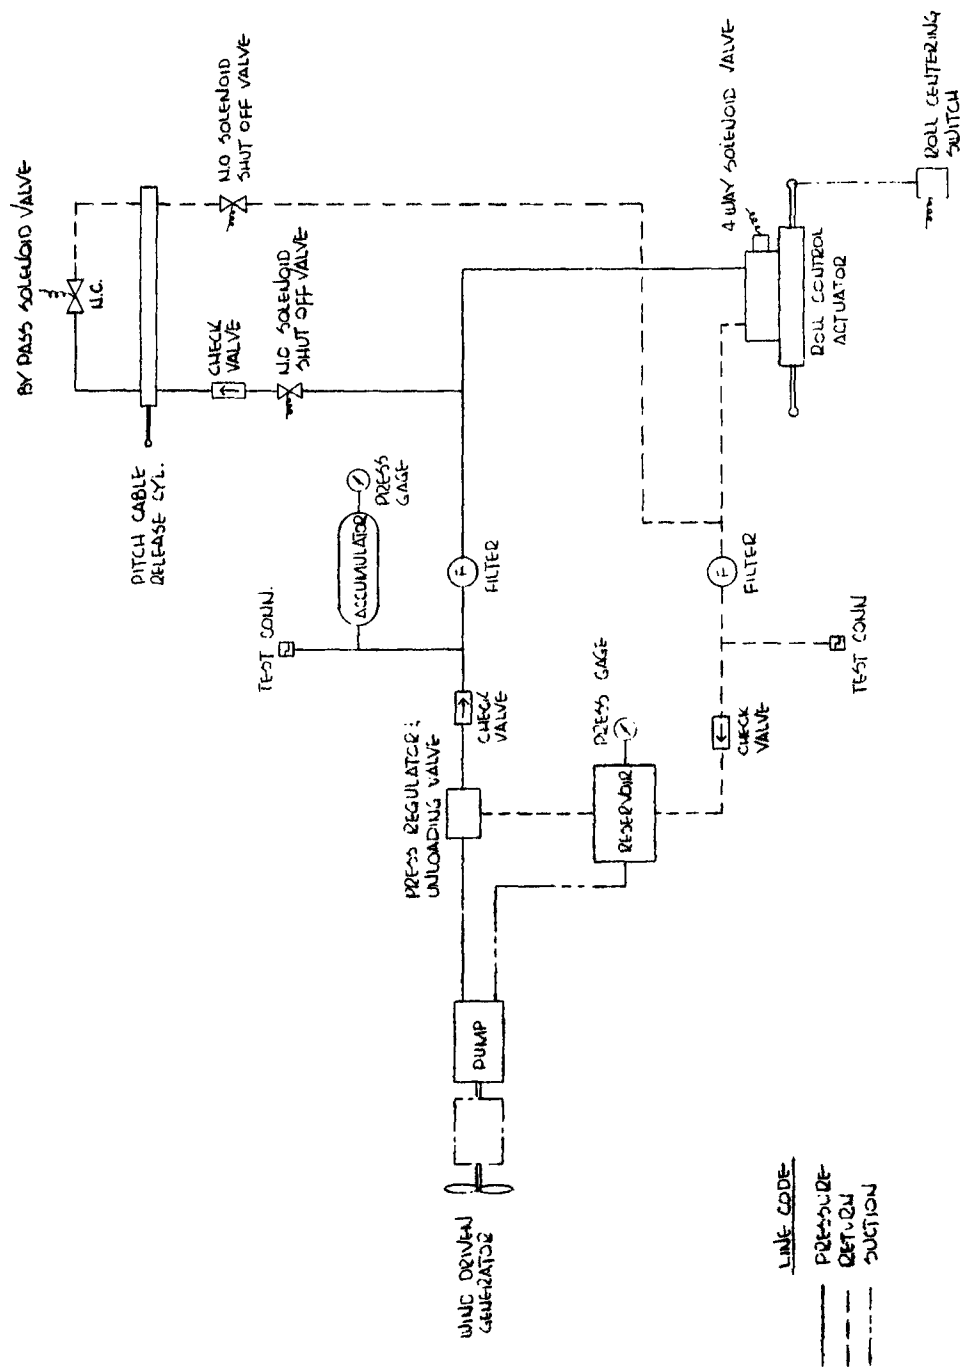 BY PASS SOLENOID VALVE
N.C.
N.O SOLENOID
SHUT OFF VALVE
PITCH CABLE
RELEASE CYL.
CHECK
VALVE
N.O SOLENOID
SHUT OFF VALVE
TEST CONN.
ACCUMULATOR
PRESS
GAGE
PRESS REGULATOR &
UNLOADING VALVE
CHECK
VALVE
F
FILTER
4 WAY SOLENOID VALVE
ROLL CONTROL
ACTUATOR
ROLL CENTERING
SWITCH
WIND DRIVEN
GENERATOR
PUMP
RESERVOIR
PRESS GAGE
CHECK
VALVE
F
FILTER
TEST CONN
LINE CODE
PRESSURE
RETURN
SUCTION